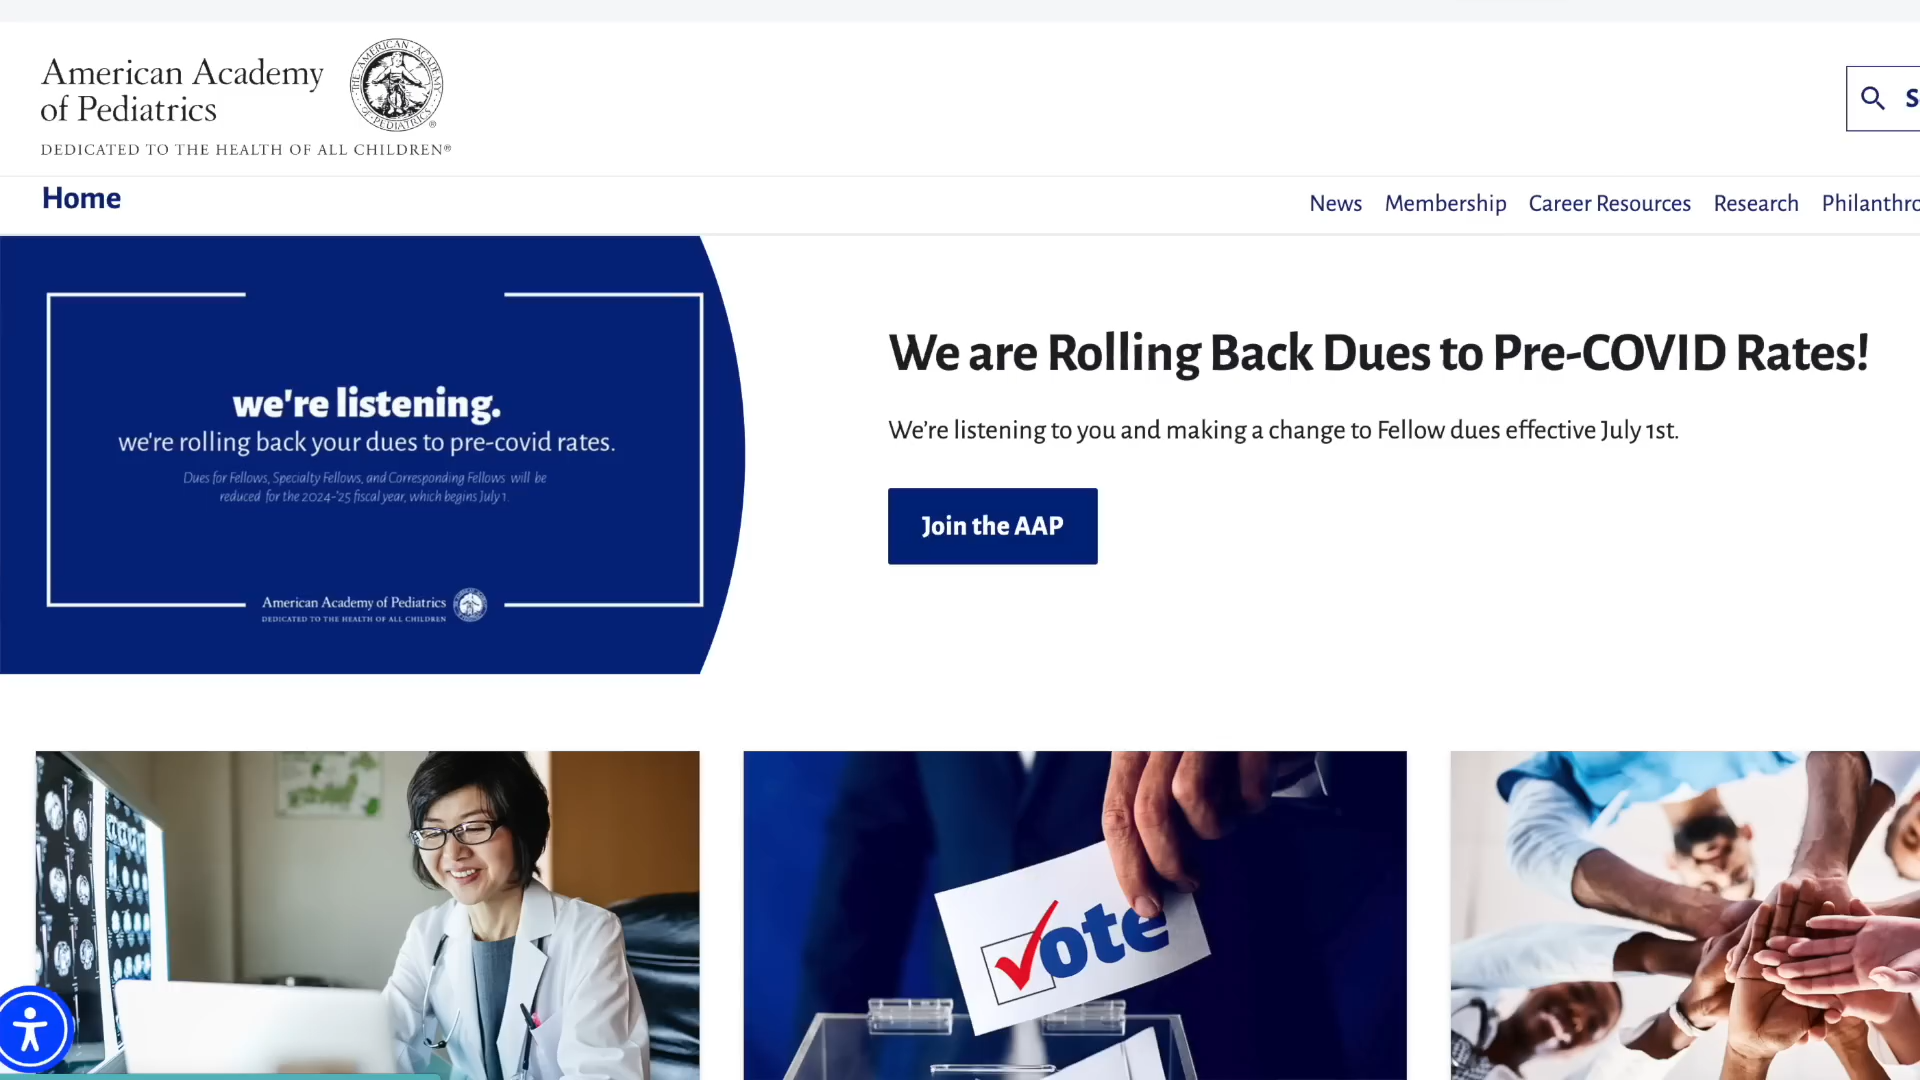 American Academy
of Pediatrics
THE · AMERICAN · ACADEMY · OF · PEDIATRICS ®
DEDICATED TO THE HEALTH OF ALL CHILDREN®
S
Home
News Membership Career Resources Research Philanthro
we're listening.
we're rolling back your dues to pre-covid rates.
Dues for Fellows, Specialty Fellows, and Corresponding Fellows will be
reduced for the 2024-'25 fiscal year, which begins July 1.
American Academy of Pediatrics
DEDICATED TO THE HEALTH OF ALL CHILDREN
We are Rolling Back Dues to Pre-COVID Rates!
We’re listening to you and making a change to Fellow dues effective July 1st.
Join the AAP
Vote